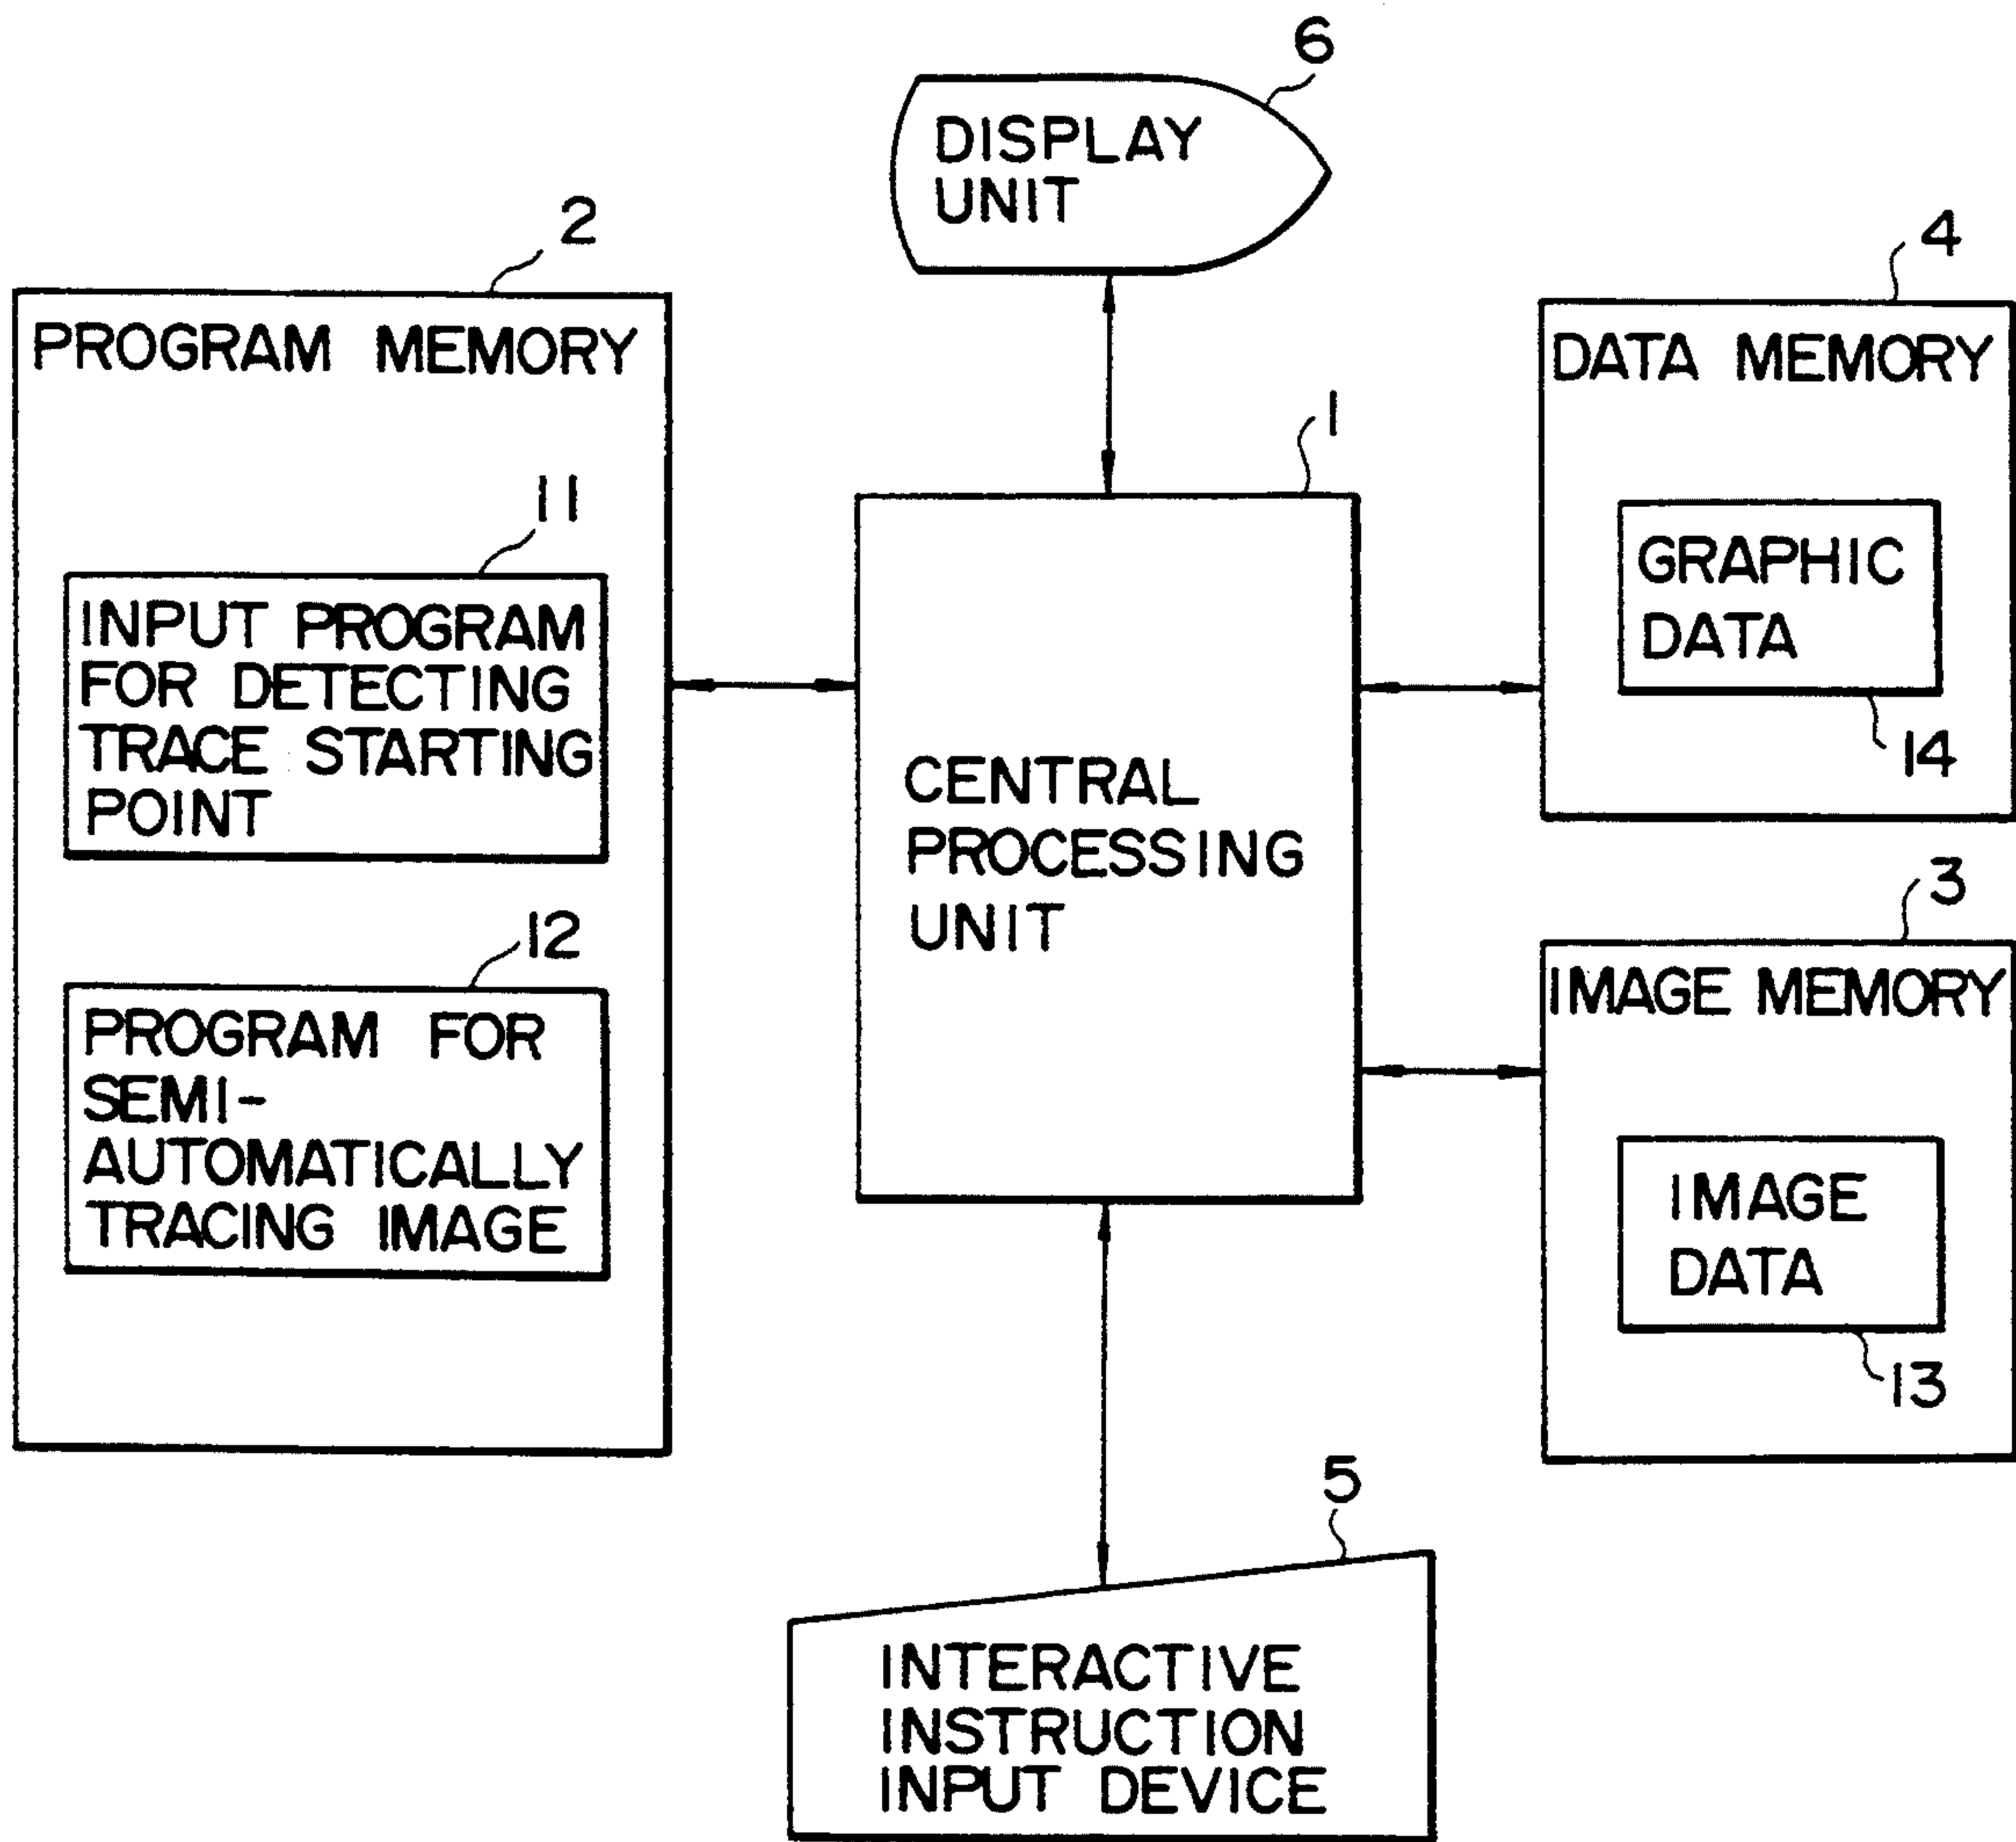 6
DISPLAY
UNIT
2
PROGRAM MEMORY
11
INPUT PROGRAM
FOR DETECTING
TRACE STARTING
POINT
12
PROGRAM FOR
SEMI-
AUTOMATICALLY
TRACING IMAGE
1
CENTRAL
PROCESSING
UNIT
4
DATA MEMORY
GRAPHIC
DATA
14
3
IMAGE MEMORY
IMAGE
DATA
13
5
INTERACTIVE
INSTRUCTION
INPUT DEVICE